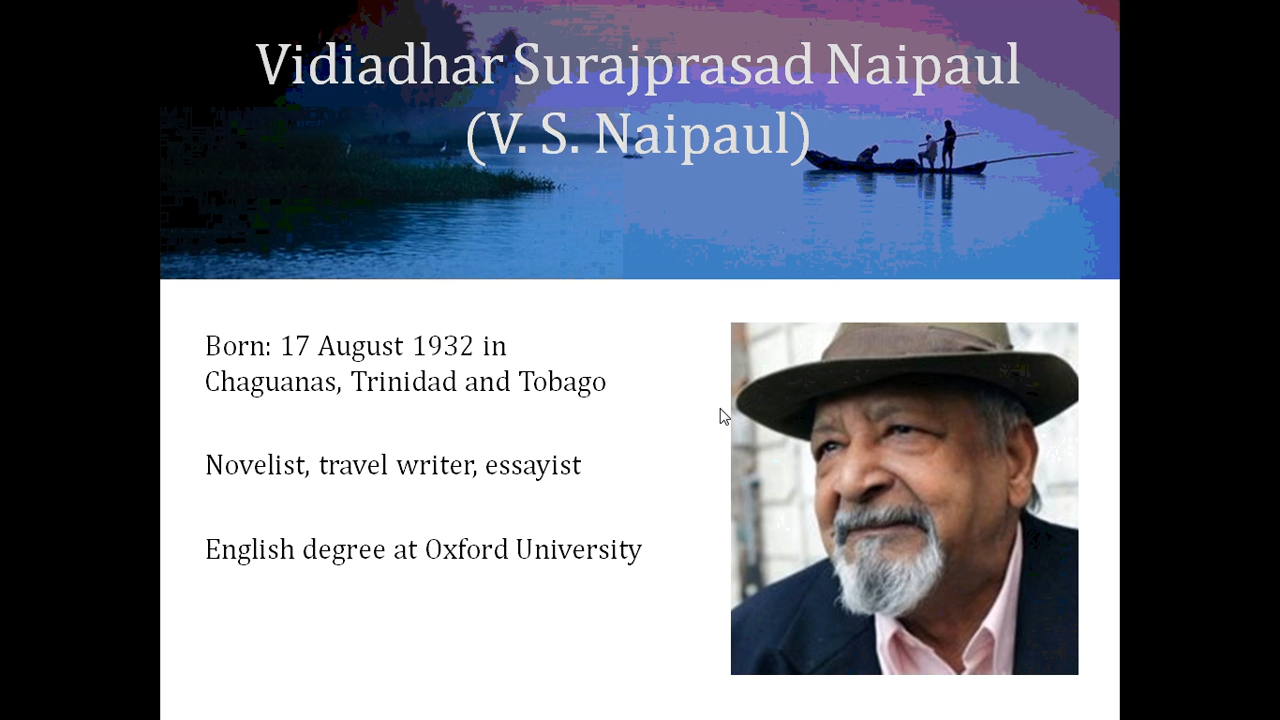 Vidiadhar Surajprasad Naipaul
(V. S. Naipaul)
Born: 17 August 1932 in
Chaguanas, Trinidad and Tobago
Novelist, travel writer, essayist
English degree at Oxford University